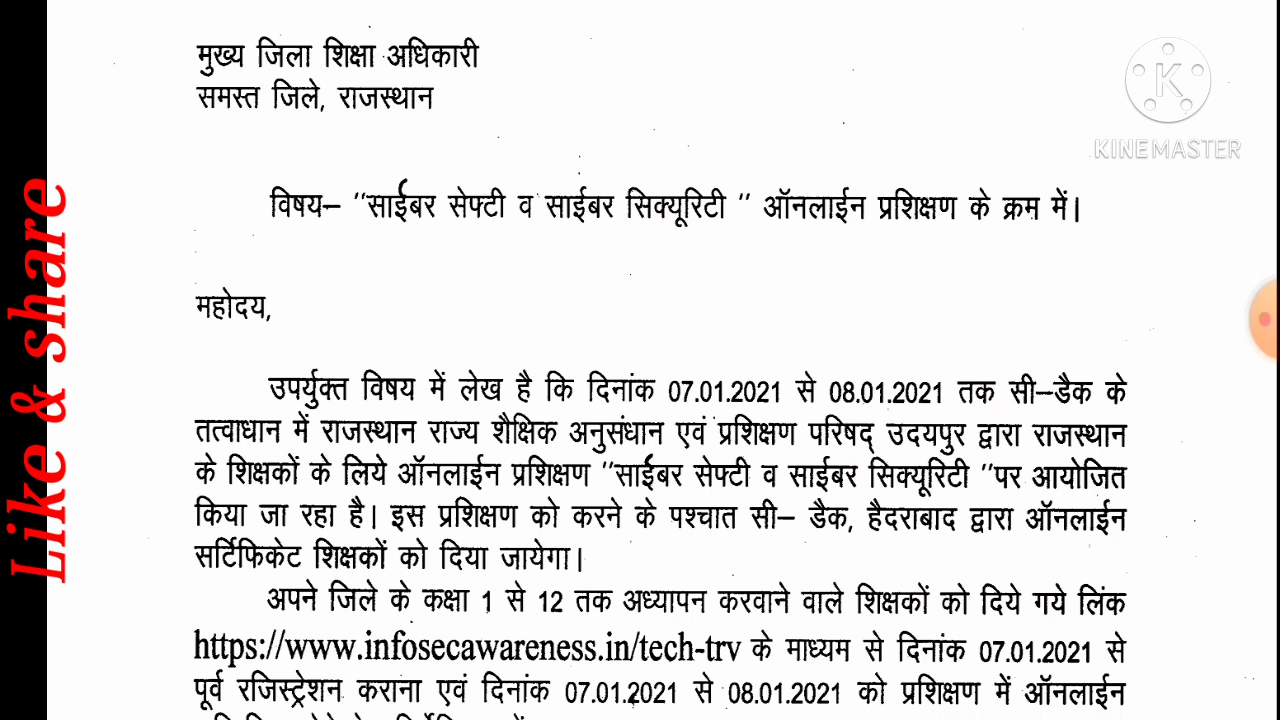 मुख्य जिला शिक्षा अधिकारी
समस्त जिले, राजस्थान
KINEMASTER
विषय– "साईबर सेफ्टी व साईबर सिक्यूरिटी " ऑनलाईन प्रशिक्षण के क्रम में।
महोदय,
उपर्युक्त विषय में लेख है कि दिनांक 07.01.2021 से 08.01.2021 तक सी–डैक के
तत्वाधान में राजस्थान राज्य शैक्षिक अनुसंधान एवं प्रशिक्षण परिषद् उदयपुर द्वारा राजस्थान
के शिक्षकों के लिये ऑनलाईन प्रशिक्षण "साईबर सेफ्टी व साईबर सिक्यूरिटी "पर आयोजित
किया जा रहा है। इस प्रशिक्षण को करने के पश्चात सी– डैक, हैदराबाद द्वारा ऑनलाईन
सर्टिफिकेट शिक्षकों को दिया जायेगा।
अपने जिले के कक्षा 1 से 12 तक अध्यापन करवाने वाले शिक्षकों को दिये गये लिंक
https://www.infosecawareness.in/tech-trv के माध्यम से दिनांक 07.01.2021 से
पूर्व रजिस्ट्रेशन कराना एवं दिनांक 07.01.2021 से 08.01.2021 को प्रशिक्षण में ऑनलाईन
Like & share